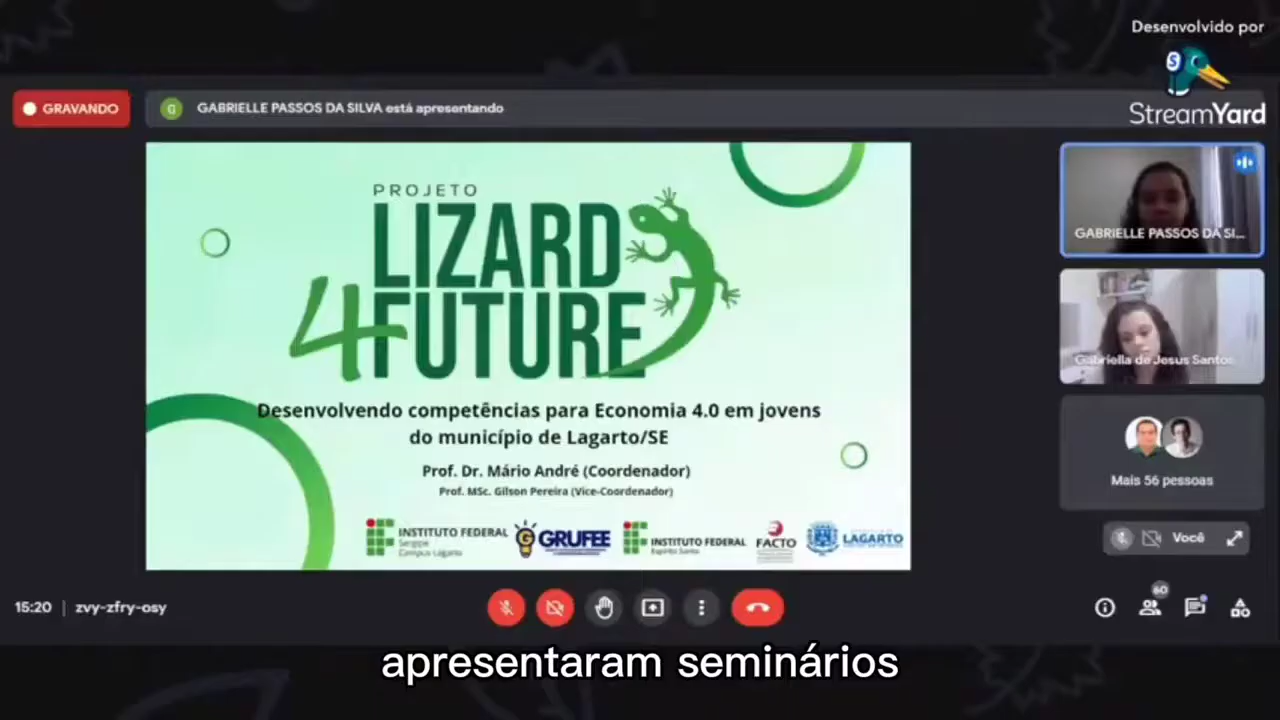 Desenvolvido por
StreamYard
GRAVANDO
G
GABRIELLE PASSOS DA SILVA está apresentando
PROJETO
LIZARD
4FUTURE
Desenvolvendo competências para Economia 4.0 em jovens
do município de Lagarto/SE
Prof. Dr. Mário André (Coordenador)
Prof. MSc. Gilson Pereira (Vice-Coordenador)
INSTITUTO FEDERAL
Sergipe
Campus Lagarto
GRUFEE
INSTITUTO FEDERAL
Espírito Santo
FACTO
LAGARTO
GABRIELLE PASSOS DA SI...
Gabriella de Jesus Santos
Mais 56 pessoas
Você
15:20 | zvy-zfry-osy
60
apresentaram seminários